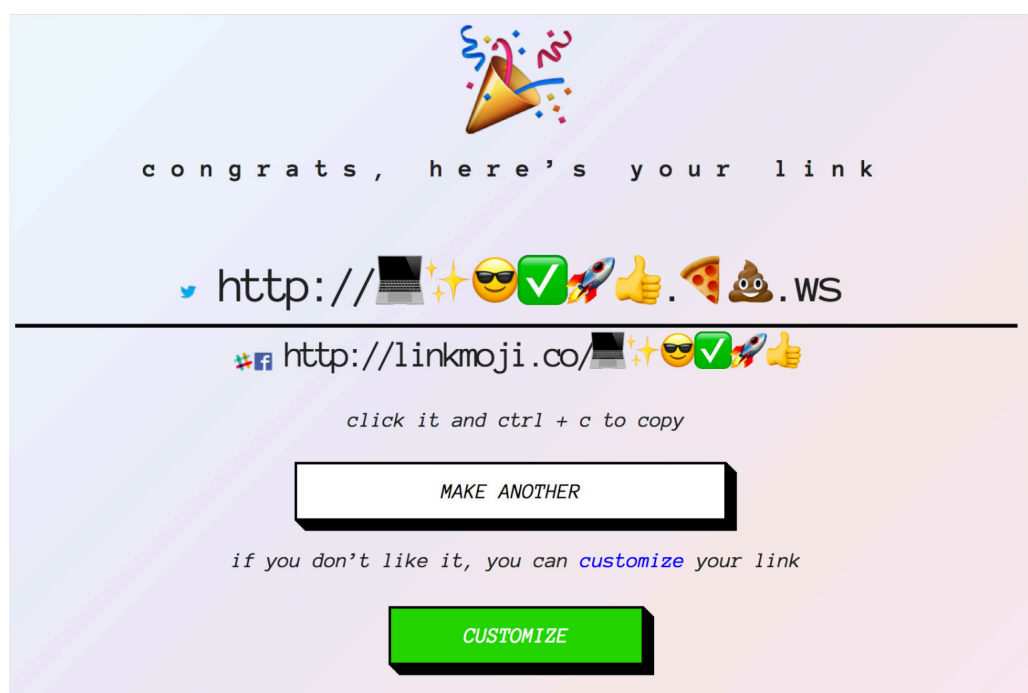 congrats, here’s your link
http://💻✨😎✅🚀👍.🍕💩.ws
http://linkmoji.co/💻✨😎✅🚀👍
click it and ctrl + c to copy
MAKE ANOTHER
if you don’t like it, you can customize your link
CUSTOMIZE